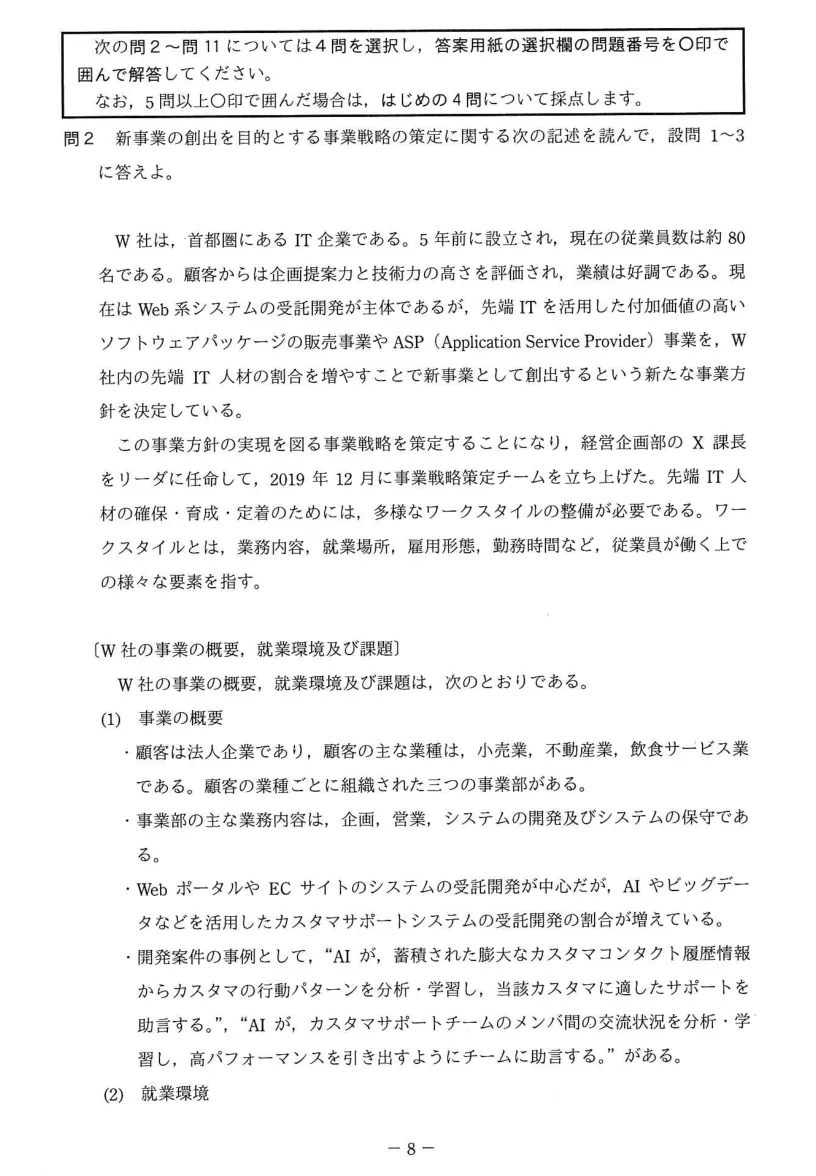 次の問2～問11については4問を選択し，答案用紙の選択欄の問題番号を〇印で
囲んで解答してください。
なお，5問以上〇印で囲んだ場合は，はじめの4問について採点します。
問2 新事業の創出を目的とする事業戦略の策定に関する次の記述を読んで，設問 1～3
に答えよ。
W 社は，首都圏にある IT 企業である。5 年前に設立され，現在の従業員数は約 80
名である。顧客からは企画提案力と技術力の高さを評価され，業績は好調である。現
在は Web 系システムの受託開発が主体であるが，先端 IT を活用した付加価値の高い
ソフトウェアパッケージの販売事業や ASP（Application Service Provider）事業を，W
社内の先端 IT 人材の割合を増やすことで新事業として創出するという新たな事業方
針を決定している。
この事業方針の実現を図る事業戦略を策定することになり，経営企画部の X 課長
をリーダに任命して，2019 年 12 月に事業戦略策定チームを立ち上げた。先端 IT 人
材の確保・育成・定着のためには，多様なワークスタイルの整備が必要である。ワー
クスタイルとは，業務内容，就業場所，雇用形態，勤務時間など，従業員が働く上で
の様々な要素を指す。
〔W 社の事業の概要，就業環境及び課題〕
W 社の事業の概要，就業環境及び課題は，次のとおりである。
(1) 事業の概要
・顧客は法人企業であり，顧客の主な業種は，小売業，不動産業，飲食サービス業
である。顧客の業種ごとに組織された三つの事業部がある。
・事業部の主な業務内容は，企画，営業，システムの開発及びシステムの保守であ
る。
・Web ポータルや EC サイトのシステムの受託開発が中心だが，AI やビッグデー
タなどを活用したカスタマサポートシステムの受託開発の割合が増えている。
・開発案件の事例として，“AI が，蓄積された膨大なカスタマコンタクト履歴情報
からカスタマの行動パターンを分析・学習し，当該カスタマに適したサポートを
助言する。”，“AI が，カスタマサポートチームのメンバ間の交流状況を分析・学
習し，高パフォーマンスを引き出すようにチームに助言する。”がある。
(2) 就業環境
－ 8 －